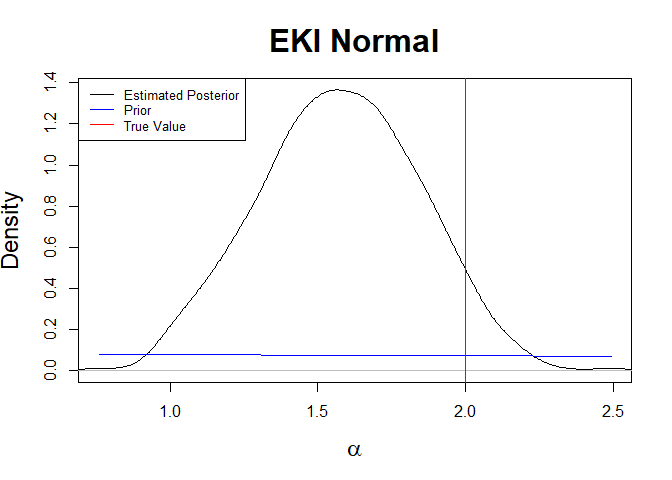 EKI Normal
Estimated Posterior
Prior
True Value
Density
0.0
0.2
0.4
0.6
0.8
1.0
1.2
1.4
1.0
1.5
2.0
2.5
α